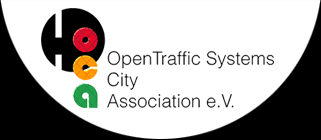 o
c
a
OpenTraffic Systems
City
Association e.V.